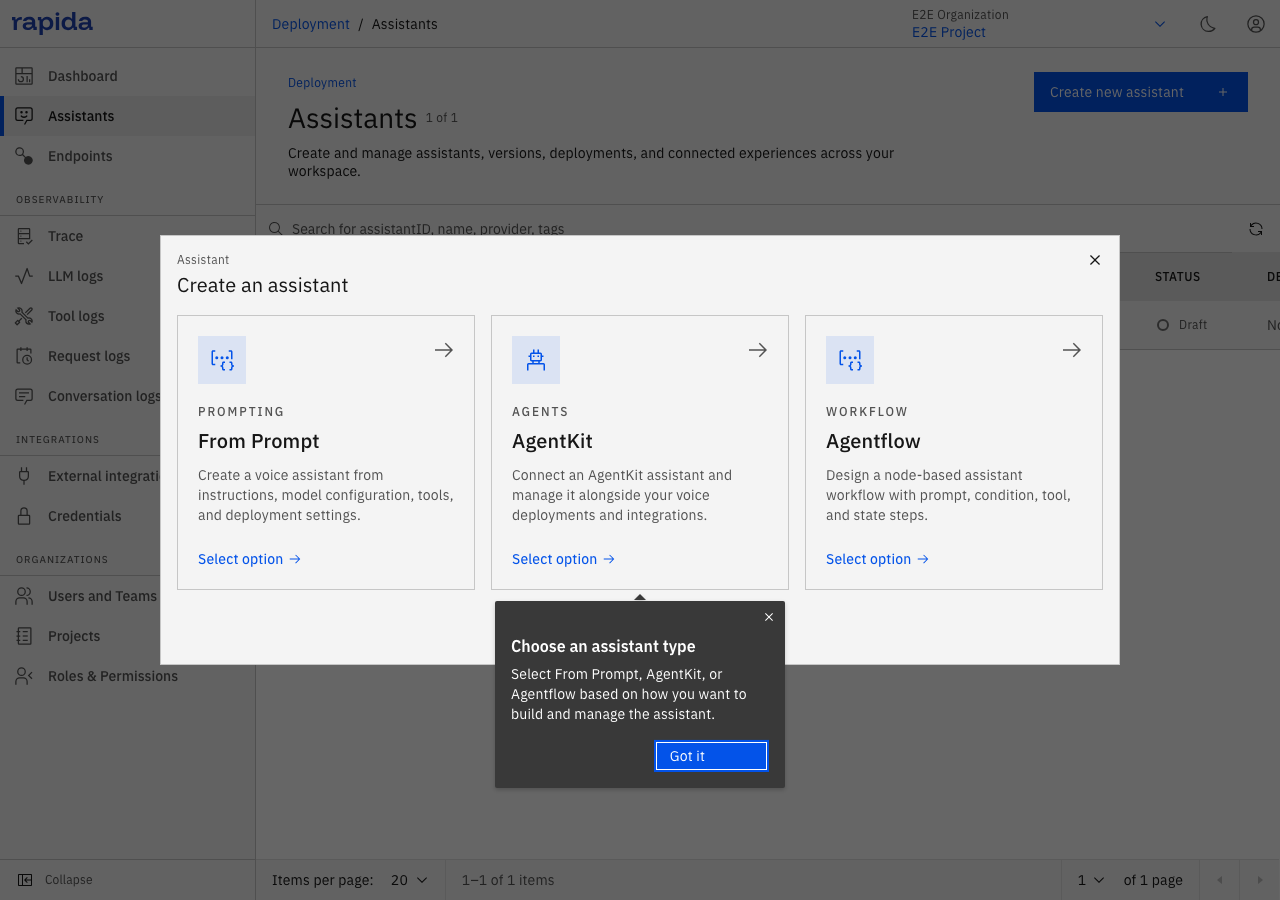 rapida
Deployment / Assistants
E2E Organization
E2E Project
Dashboard
Assistants
Endpoints
OBSERVABILITY
Trace
LLM logs
Tool logs
Request logs
Conversation logs
INTEGRATIONS
External integrati
Credentials
ORGANIZATIONS
Users and Teams
Projects
Roles & Permissions
Collapse
Deployment
Assistants 1 of 1
Create and manage assistants, versions, deployments, and connected experiences across your
workspace.
Create new assistant +
Search for assistantID, name, provider, tags
STATUS
DE
Draft
No
Assistant
Create an assistant
PROMPTING
From Prompt
Create a voice assistant from
instructions, model configuration, tools,
and deployment settings.
Select option
AGENTS
AgentKit
Connect an AgentKit assistant and
manage it alongside your voice
deployments and integrations.
Select option
WORKFLOW
Agentflow
Design a node-based assistant
workflow with prompt, condition, tool,
and state steps.
Select option
Choose an assistant type
Select From Prompt, AgentKit, or
Agentflow based on how you want to
build and manage the assistant.
Got it
Items per page: 20 1–1 of 1 items
1 of 1 page